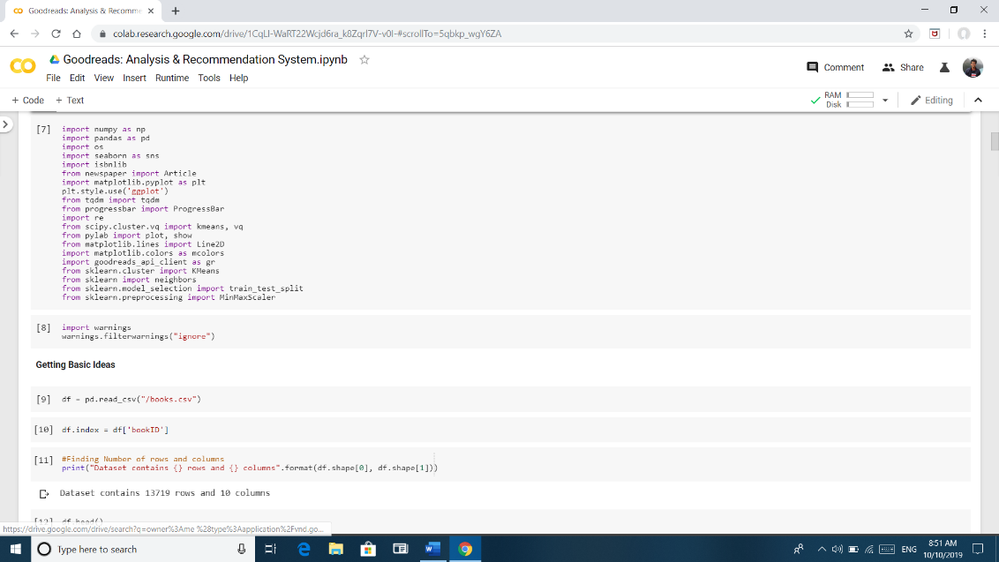 Goodreads: Analysis & Recomme
colab.research.google.com/drive/1CqLI-WaRT22Wcjd6ra_k8Zqrl7V-v0I-#scrollTo=5qbkp_wgY6ZA
Goodreads: Analysis & Recommendation System.ipynb
Comment
Share
File Edit View Insert Runtime Tools Help
+ Code + Text
RAM
Disk
Editing
[7] import numpy as np
import pandas as pd
import os
import seaborn as sns
import isbnlib
from newspaper import Article
import matplotlib.pyplot as plt
plt.style.use('ggplot')
from tqdm import tqdm
from progressbar import ProgressBar
import re
from scipy.cluster.vq import kmeans, vq
from pylab import plot, show
from matplotlib.lines import Line2D
import matplotlib.colors as mcolors
import goodreads_api_client as gr
from sklearn.cluster import KMeans
from sklearn import neighbors
from sklearn.model_selection import train_test_split
from sklearn.preprocessing import MinMaxScaler
[8] import warnings
warnings.filterwarnings("ignore")
Getting Basic Ideas
[9] df = pd.read_csv("/books.csv")
[10] df.index = df['bookID']
[11] #Finding Number of rows and columns
print("Dataset contains {} rows and {} columns".format(df.shape[0], df.shape[1]))
Dataset contains 13719 rows and 10 columns
[12] df.head()
https://drive.google.com/drive/search?q=owner%3Ame %28type%3Aapplication%2Fvnd.go...
Type here to search
ENG
8:51 AM
10/10/2019